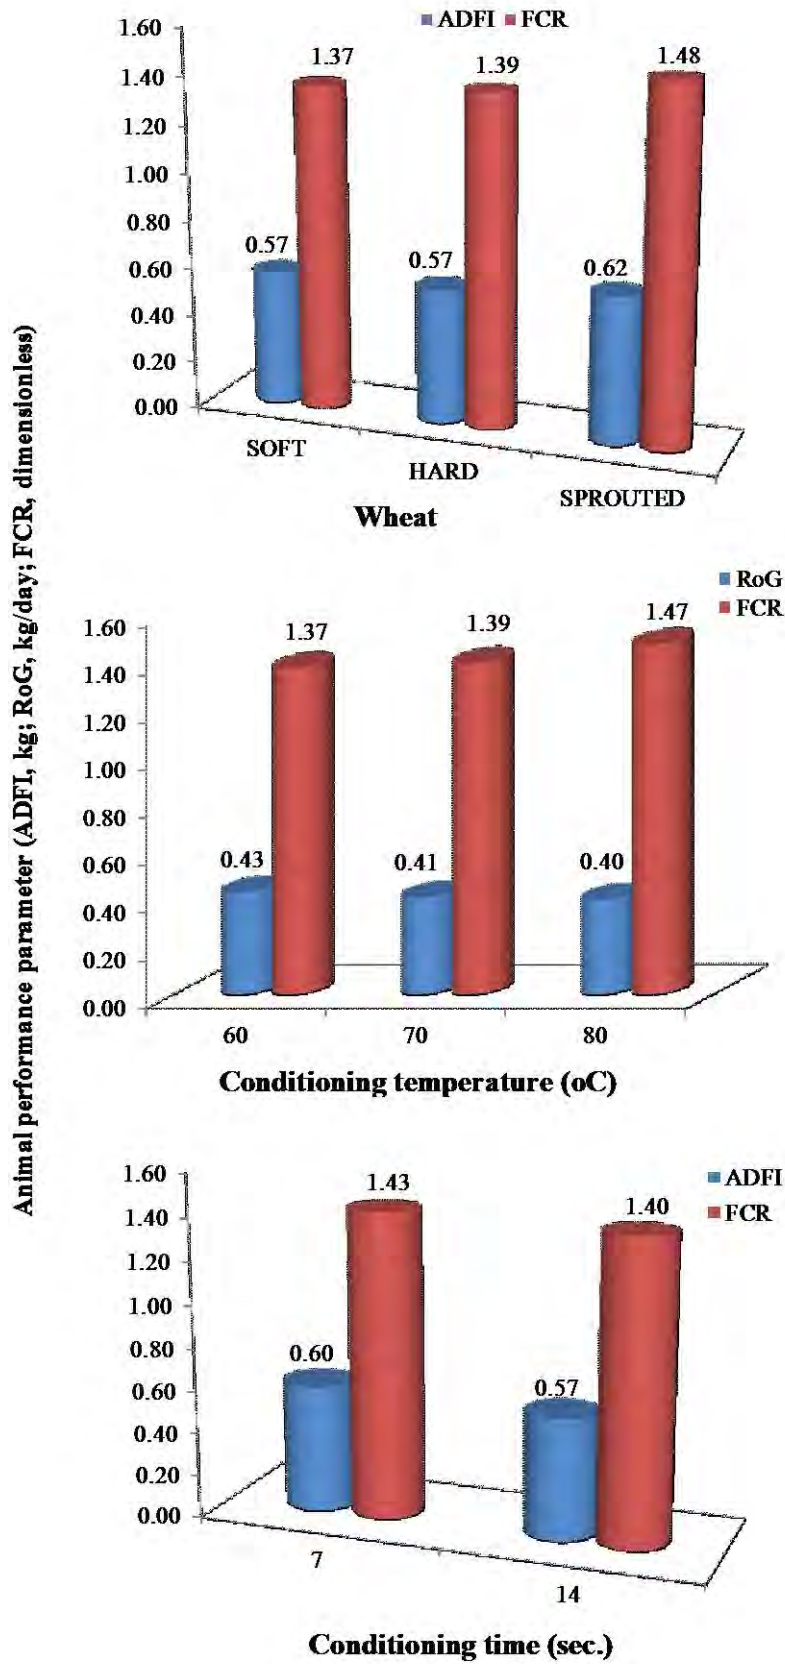 Animal performance parameter (ADFI, kg; RoG, kg/day; FCR, dimensionless)
ADFI FCR
1.60
1.40
1.20
1.00
0.80
0.60
0.40
0.20
0.00
0.57 1.37
0.57 1.39
0.62 1.48
SOFT
HARD
SPROUTED
Wheat
RoG
FCR
1.60
1.40
1.20
1.00
0.80
0.60
0.40
0.20
0.00
0.43 1.37
0.41 1.39
0.40 1.47
60 70 80
Conditioning temperature (oC)
ADFI
FCR
1.60
1.40
1.20
1.00
0.80
0.60
0.40
0.20
0.00
0.60 1.43
0.57 1.40
7
14
Conditioning time (sec.)